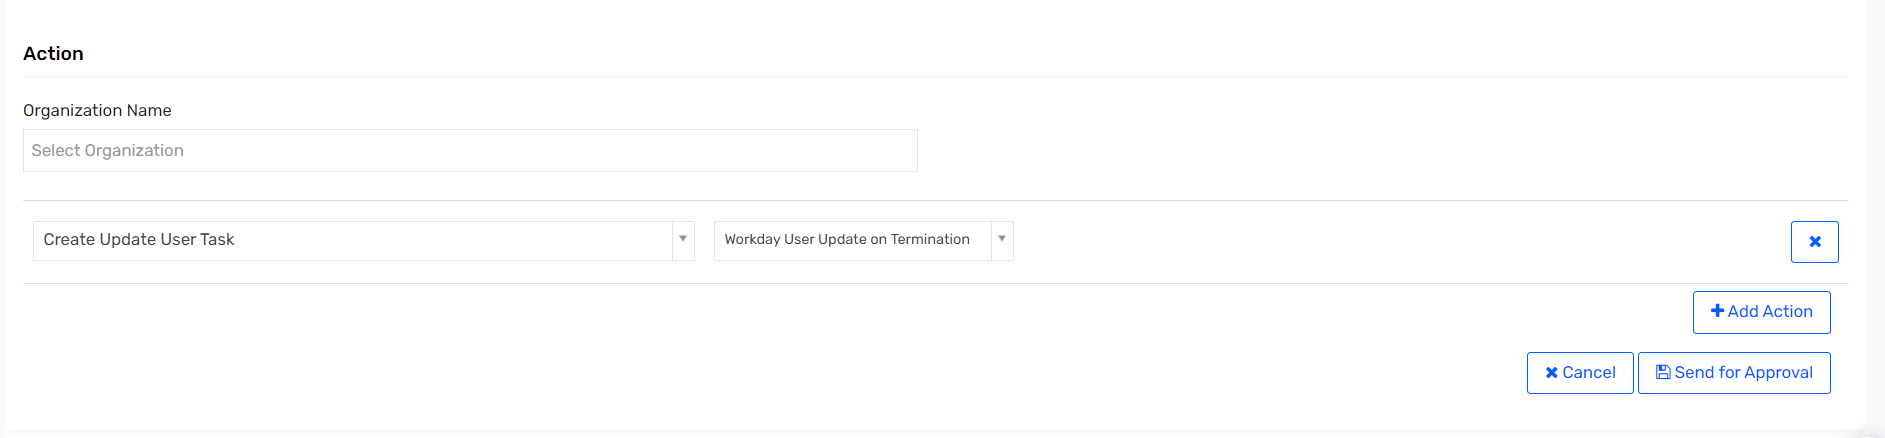 Action
Organization Name
Select Organization
Create Update User Task
Workday User Update on Termination
Add Action
Cancel
Send for Approval